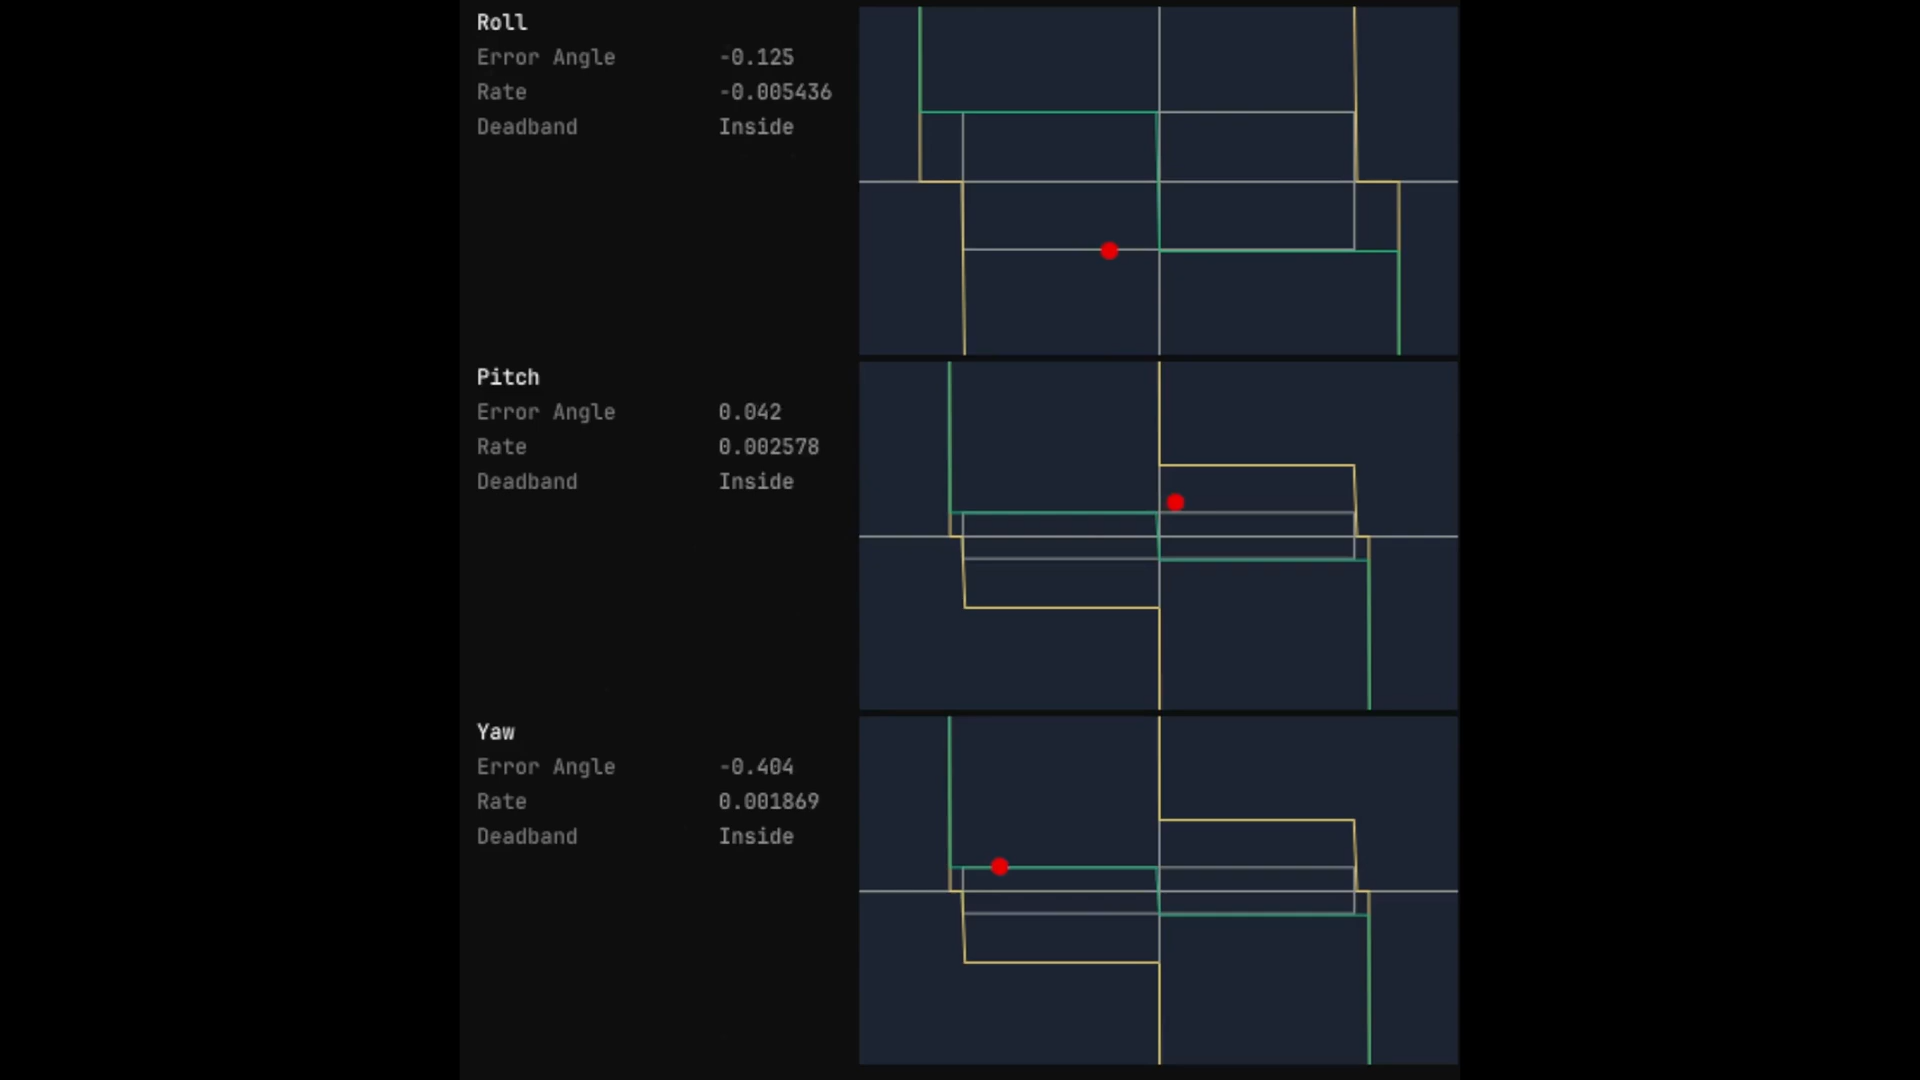 Roll
Error Angle -0.125
Rate -0.005436
Deadband Inside
Pitch
Error Angle 0.042
Rate 0.002578
Deadband Inside
Yaw
Error Angle -0.404
Rate 0.001869
Deadband Inside